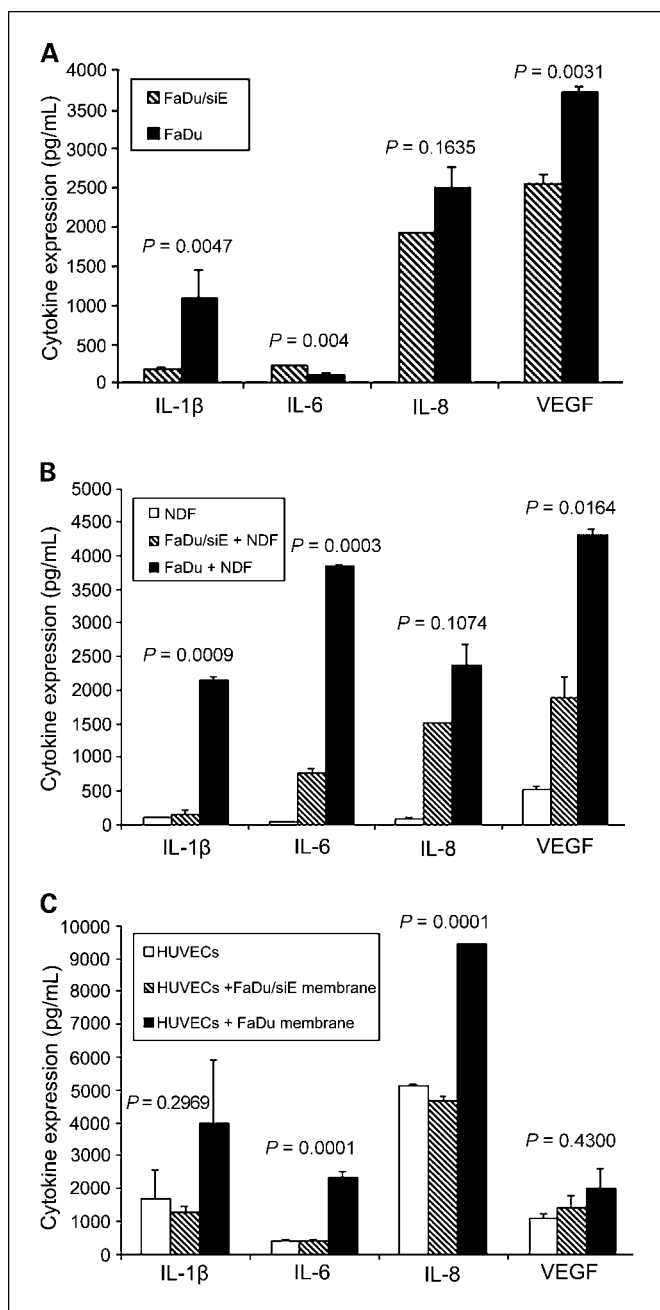 A
Cytokine expression (pg/mL)
4000
3500
3000
2500
2000
1500
1000
500
0
FaDu/siE
FaDu
P = 0.0047
P = 0.004
P = 0.1635
P = 0.0031
IL-1β IL-6 IL-8 VEGF
B
Cytokine expression (pg/mL)
5000
4500
4000
3500
3000
2500
2000
1500
1000
500
0
NDF
FaDu/siE + NDF
FaDu + NDF
P = 0.0009
P = 0.0003
P = 0.1074
P = 0.0164
IL-1β IL-6 IL-8 VEGF
C
Cytokine expression (pg/mL)
10000
9000
8000
7000
6000
5000
4000
3000
2000
1000
0
HUVECs
HUVECs +FaDu/siE membrane
HUVECs + FaDu membrane
P = 0.2969
P = 0.0001
P = 0.0001
P = 0.4300
IL-1β IL-6 IL-8 VEGF